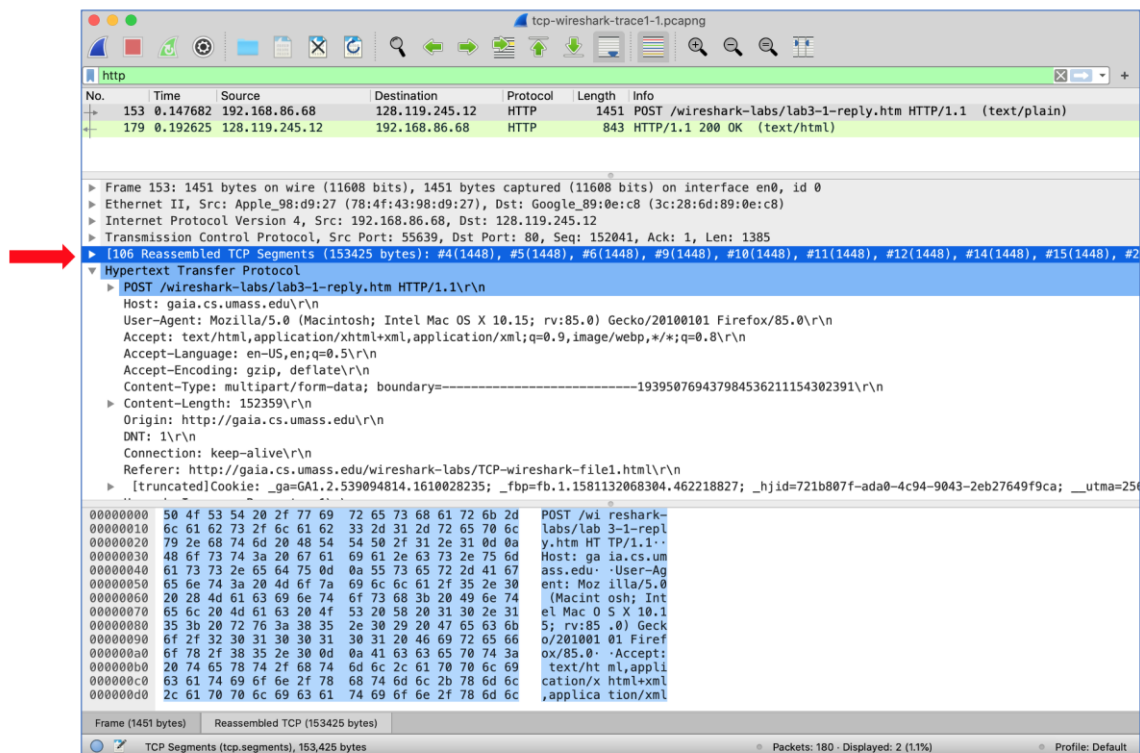 tcp-wireshark-trace1-1.pcapng
http
No. Time Source Destination Protocol Length Info
153 0.147682 192.168.86.68 128.119.245.12 HTTP 1451 POST /wireshark-labs/lab3-1-reply.htm HTTP/1.1 (text/plain)
179 0.192625 128.119.245.12 192.168.86.68 HTTP 843 HTTP/1.1 200 OK (text/html)
Frame 153: 1451 bytes on wire (11608 bits), 1451 bytes captured (11608 bits) on interface en0, id 0
Ethernet II, Src: Apple_98:d9:27 (78:4f:43:98:d9:27), Dst: Google_89:0e:c8 (3c:28:6d:89:0e:c8)
Internet Protocol Version 4, Src: 192.168.86.68, Dst: 128.119.245.12
Transmission Control Protocol, Src Port: 55639, Dst Port: 80, Seq: 152041, Ack: 1, Len: 1385
[106 Reassembled TCP Segments (153425 bytes): #4(1448), #5(1448), #6(1448), #9(1448), #10(1448), #11(1448), #12(1448), #14(1448), #15(1448), #2
Hypertext Transfer Protocol
POST /wireshark-labs/lab3-1-reply.htm HTTP/1.1\r\n
Host: gaia.cs.umass.edu\r\n
User-Agent: Mozilla/5.0 (Macintosh; Intel Mac OS X 10.15; rv:85.0) Gecko/20100101 Firefox/85.0\r\n
Accept: text/html,application/xhtml+xml,application/xml;q=0.9,image/webp,*/*;q=0.8\r\n
Accept-Language: en-US,en;q=0.5\r\n
Accept-Encoding: gzip, deflate\r\n
Content-Type: multipart/form-data; boundary=---------------------------193950769437984536211154302391\r\n
Content-Length: 152359\r\n
Origin: http://gaia.cs.umass.edu\r\n
DNT: 1\r\n
Connection: keep-alive\r\n
Referer: http://gaia.cs.umass.edu/wireshark-labs/TCP-wireshark-file1.html\r\n
[truncated]Cookie: _ga=GA1.2.539094814.1610028235; _fbp=fb.1.1581132068304.462218827; _hjid=721b807f-ada0-4c94-9043-2eb27649f9ca; __utma=256
00000000 50 4f 53 54 20 2f 77 69 72 65 73 68 61 72 6b 2d POST /wi reshark-
00000010 6c 61 62 73 2f 6c 61 62 33 2d 31 2d 72 65 70 6c labs/lab 3-1-repl
00000020 79 2e 68 74 6d 20 48 54 54 50 2f 31 2e 31 0d 0a y.htm HT TP/1.1··
00000030 48 6f 73 74 3a 20 67 61 69 61 2e 63 73 2e 75 6d Host: ga ia.cs.um
00000040 61 73 73 2e 65 64 75 0d 0a 55 73 65 72 2d 41 67 ass.edu· ·User-Ag
00000050 65 6e 74 3a 20 4d 6f 7a 69 6c 6c 61 2f 35 2e 30 ent: Moz illa/5.0
00000060 20 28 4d 61 63 69 6e 74 6f 73 68 3b 20 49 6e 74 (Macint osh; Int
00000070 65 6c 20 4d 61 63 20 4f 53 20 58 20 31 30 2e 31 el Mac O S X 10.1
00000080 35 3b 20 72 76 3a 38 35 2e 30 29 20 47 65 63 6b 5; rv:85 .0) Geck
00000090 6f 2f 32 30 31 30 30 31 30 31 20 46 69 72 65 66 o/201001 01 Firef
000000a0 6f 78 2f 38 35 2e 30 0d 0a 41 63 63 65 70 74 3a ox/85.0· ·Accept:
000000b0 20 74 65 78 74 2f 68 74 6d 6c 2c 61 70 70 6c 69 text/ht ml,appli
000000c0 63 61 74 69 6f 6e 2f 78 68 74 6d 6c 2b 78 6d 6c cation/x html+xml
000000d0 2c 61 70 70 6c 69 63 61 74 69 6f 6e 2f 78 6d 6c ,applica tion/xml
Frame (1451 bytes) Reassembled TCP (153425 bytes)
TCP Segments (tcp.segments), 153,425 bytes Packets: 180 · Displayed: 2 (1.1%) Profile: Default